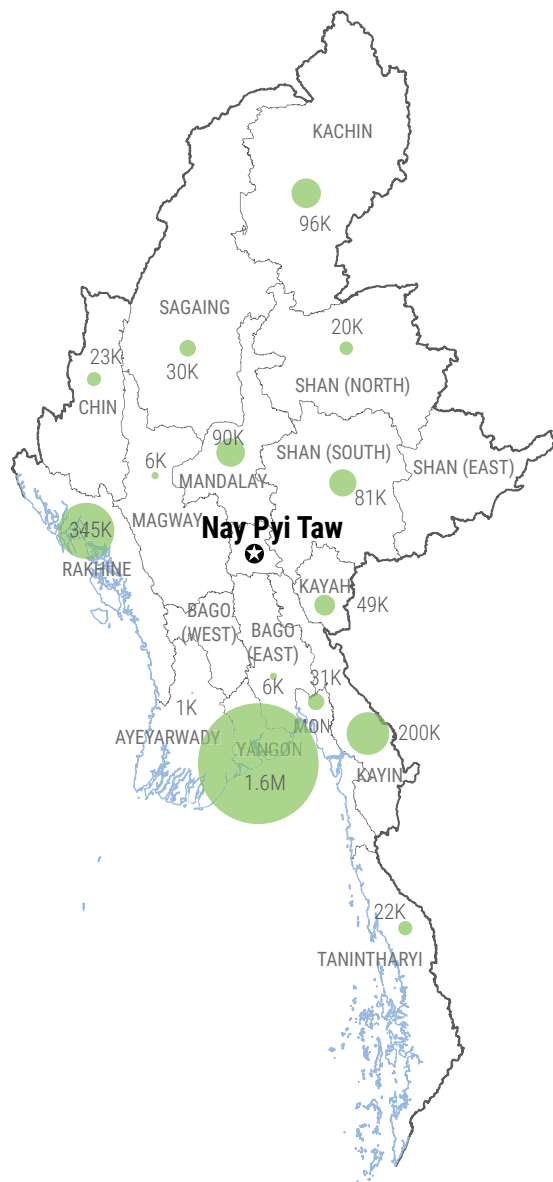 KACHIN
96K
SAGAING
30K
20K
SHAN (NORTH)
23K
CHIN
90K
MANDALAY
6K
MAGWAY
SHAN (SOUTH)
81K
SHAN (EAST)
345K
RAKHINE
Nay Pyi Taw
KAYAH
49K
BAGO
(WEST)
BAGO
(EAST)
6K
31K
MON
1K
AYEYARWADY
YANGON
1.6M
200K
KAYIN
22K
TANINTHARYI